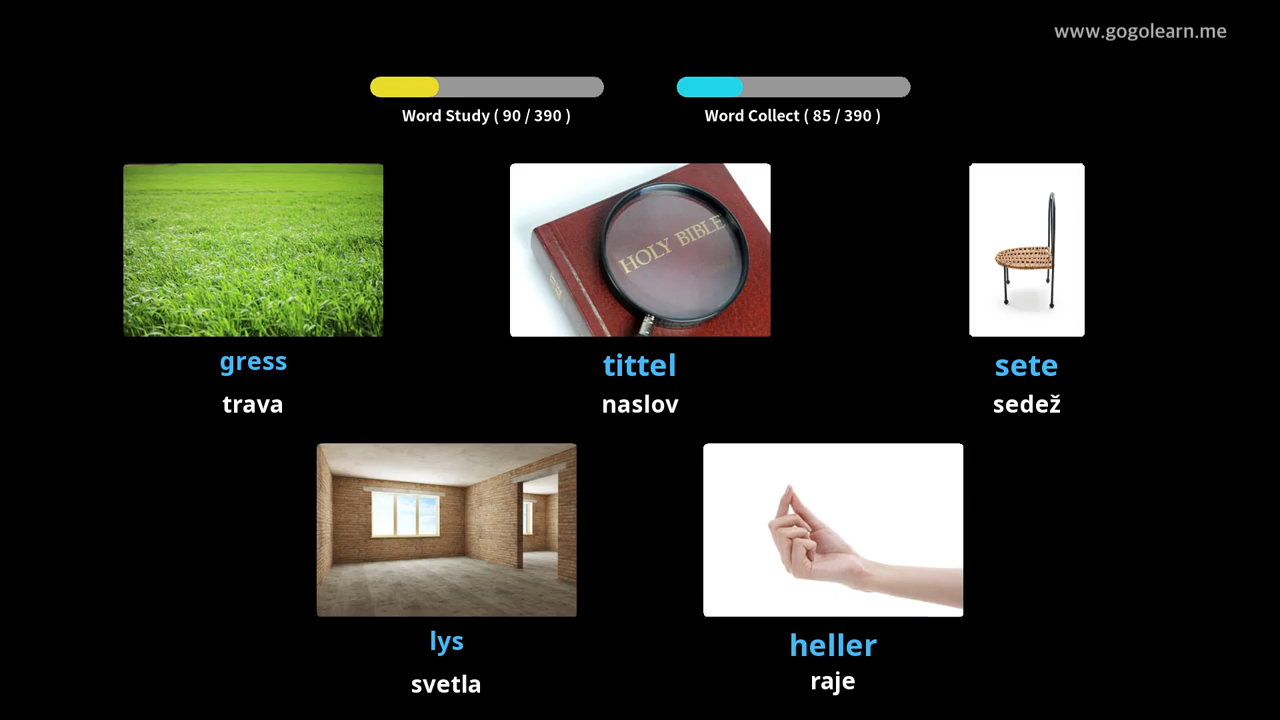 www.gogolearn.me
Word Study ( 90 / 390 )
Word Collect ( 85 / 390 )
HOLY BIBLE
gress
trava
tittel
naslov
sete
sedež
lys
svetla
heller
raje